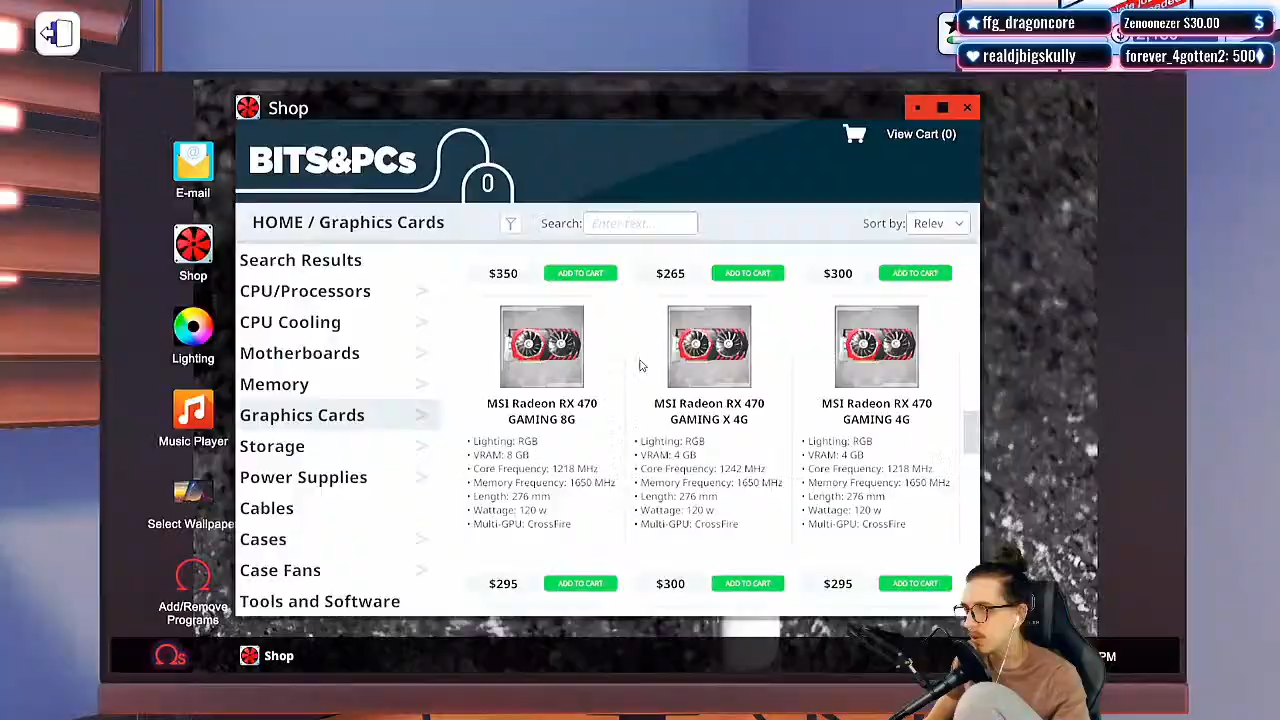 ffg_dragoncore
Zenoonezer $30.00
$
realdjbigskully
forever_4gotten2: 500
Shop
BITS&PCs
View Cart (0)
E-mail
HOME / Graphics Cards
Search:
Enter text...
Sort by:
Relev
Shop
Search Results
$350
ADD TO CART
$265
ADD TO CART
$300
ADD TO CART
CPU/Processors
CPU Cooling
Motherboards
Memory
Graphics Cards
Storage
Power Supplies
Cables
Cases
Case Fans
Tools and Software
Lighting
Music Player
Select Wallpape
Add/Remove
Programs
MSI Radeon RX 470
GAMING 8G
• Lighting: RGB
• VRAM: 8 GB
• Core Frequency: 1218 MHz
• Memory Frequency: 1650 MHz
• Length: 276 mm
• Wattage: 120 w
• Multi-GPU: CrossFire
$295
ADD TO CART
MSI Radeon RX 470
GAMING X 4G
• Lighting: RGB
• VRAM: 4 GB
• Core Frequency: 1242 MHz
• Memory Frequency: 1650 MHz
• Length: 276 mm
• Wattage: 120 w
• Multi-GPU: CrossFire
$300
ADD TO CART
MSI Radeon RX 470
GAMING 4G
• Lighting: RGB
• VRAM: 4 GB
• Core Frequency: 1218 MHz
• Memory Frequency: 1650 MHz
• Length: 276 mm
• Wattage: 120 w
• Multi-GPU: CrossFire
$295
ADD TO CART
Ωs
Shop
PM